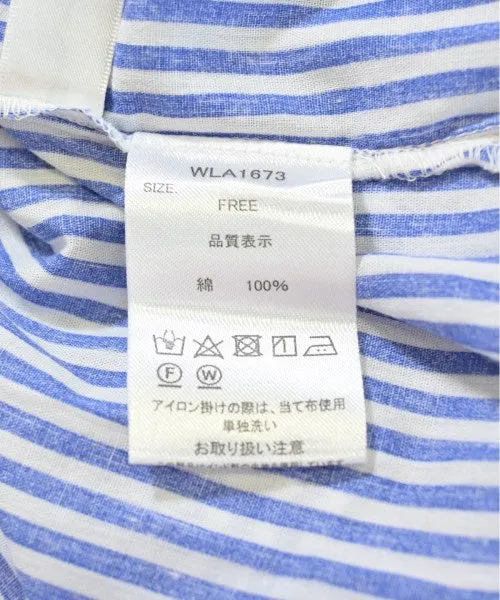 WLA1673
SIZE.
FREE
品質表示
綿 100%
F W
アイロン掛けの際は、当て布使用
単独洗い
お取り扱い注意